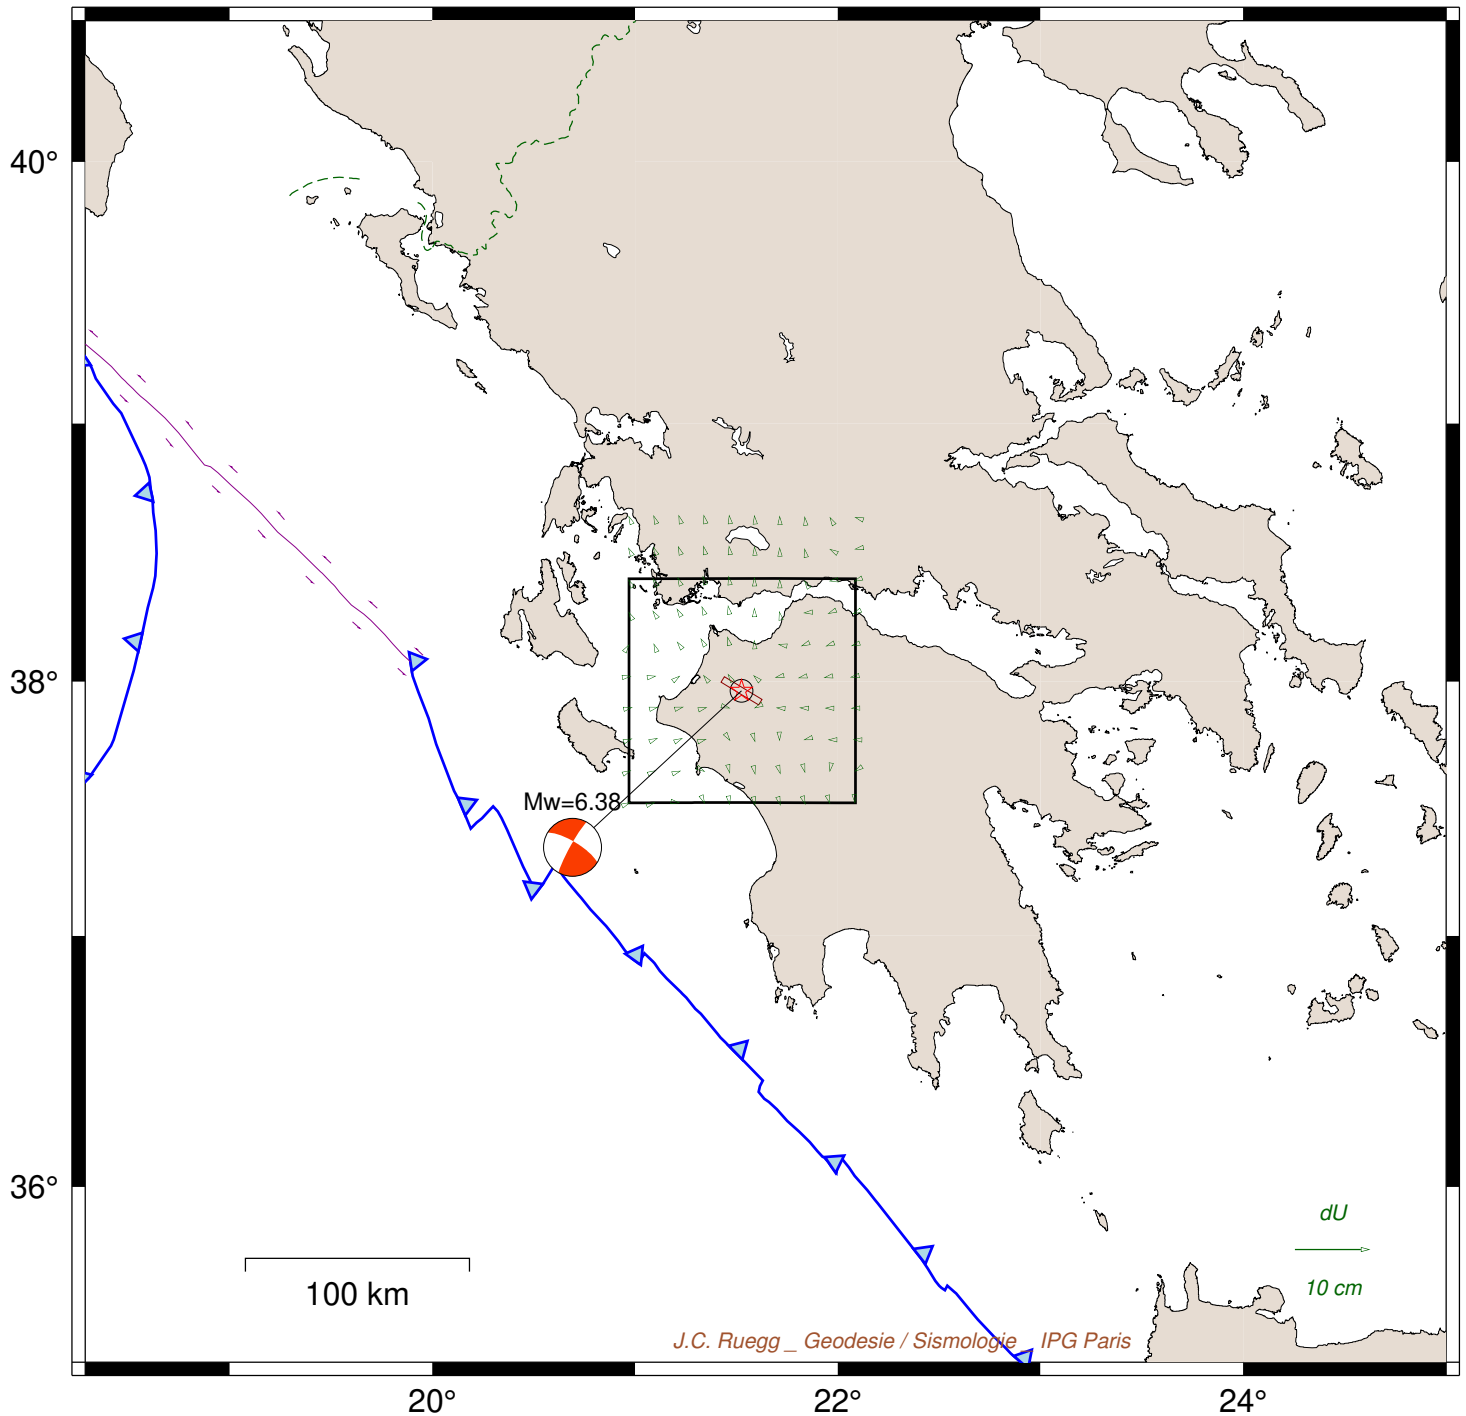 40°
38°
Mw=6.38
36°
dU
10 cm
100 km
J.C. Ruegg _ Geodesie / Sismologie _ IPG Paris
20°
22°
24°